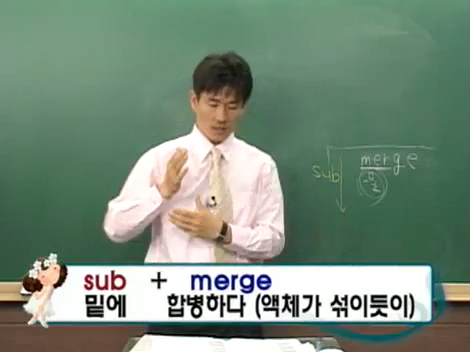 merge
sub
sub + merge
밑에 합병하다 (액체가 섞이듯이)